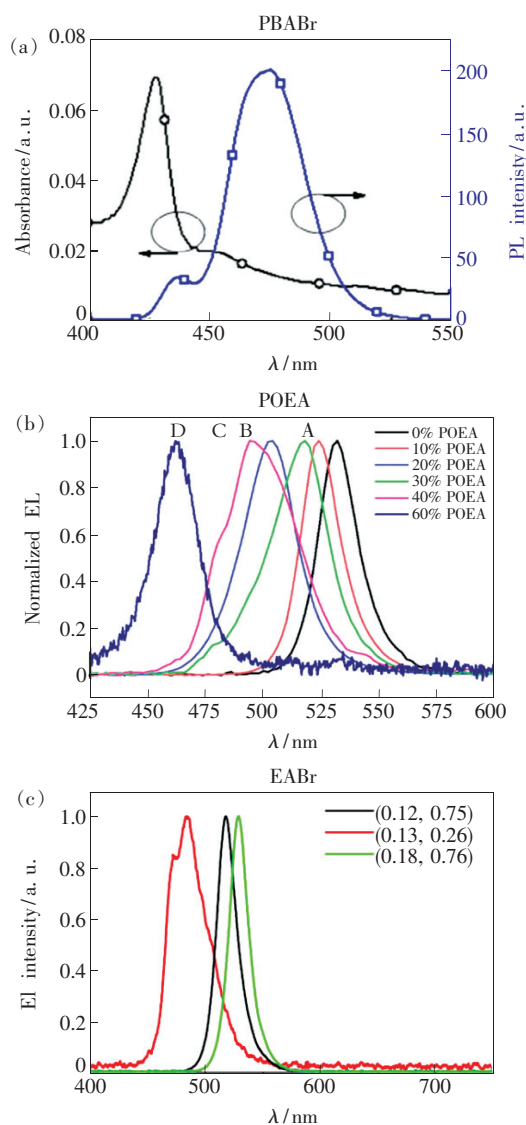 (a)
PBABr
0.08
0.06
0.04
0.02
0
Absorbance/a.u.
200
150
100
50
0
PL intenisty/a.u.
400
450
500
550
λ/nm
(b)
POEA
D
C
B
A
1.0
0.8
0.6
0.4
0.2
0
Normalized EL
0% POEA
10% POEA
20% POEA
30% POEA
40% POEA
60% POEA
425
450
475
500
525
550
575
600
λ/nm
(c)
EABr
1.0
0.8
0.6
0.4
0.2
0
El intensity/a. u.
(0.12, 0.75)
(0.13, 0.26)
(0.18, 0.76)
400
500
600
700
λ/nm